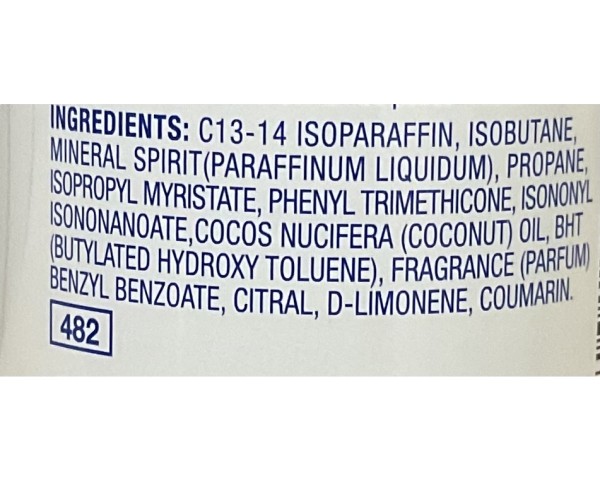 INGREDIENTS: C13-14 ISOPARAFFIN, ISOBUTANE,
MINERAL SPIRIT(PARAFFINUM LIQUIDUM), PROPANE,
ISOPROPYL MYRISTATE, PHENYL TRIMETHICONE, ISONONYL
ISONONANOATE,COCOS NUCIFERA (COCONUT) OIL, BHT
(BUTYLATED HYDROXY TOLUENE), FRAGRANCE (PARFUM)
BENZYL BENZOATE, CITRAL, D-LIMONENE, COUMARIN.
482